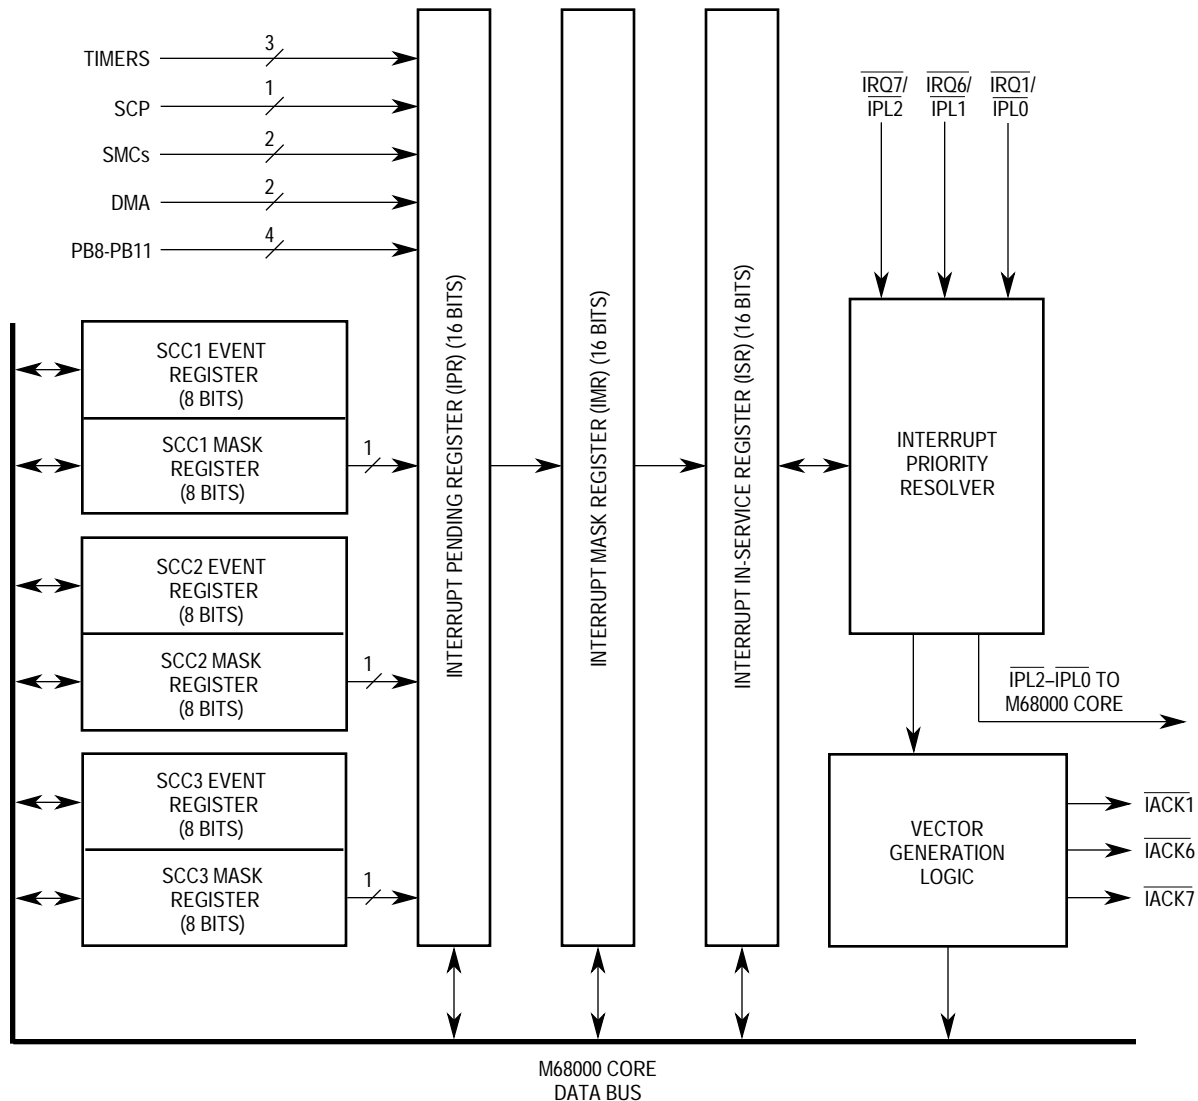 TIMERS
3
SCP
1
SMCs
2
DMA
2
PB8-PB11
4
IRQ7/
IPL2
IRQ6/
IPL1
IRQ1/
IPL0
SCC1 EVENT
REGISTER
(8 BITS)
SCC1 MASK
REGISTER
(8 BITS)
1
SCC2 EVENT
REGISTER
(8 BITS)
SCC2 MASK
REGISTER
(8 BITS)
1
SCC3 EVENT
REGISTER
(8 BITS)
SCC3 MASK
REGISTER
(8 BITS)
1
INTERRUPT PENDING REGISTER (IPR) (16 BITS)
INTERRUPT MASK REGISTER (IMR) (16 BITS)
INTERRUPT IN-SERVICE REGISTER (ISR) (16 BITS)
INTERRUPT
PRIORITY
RESOLVER
IPL2–IPL0 TO
M68000 CORE
VECTOR
GENERATION
LOGIC
IACK1
IACK6
IACK7
M68000 CORE
DATA BUS